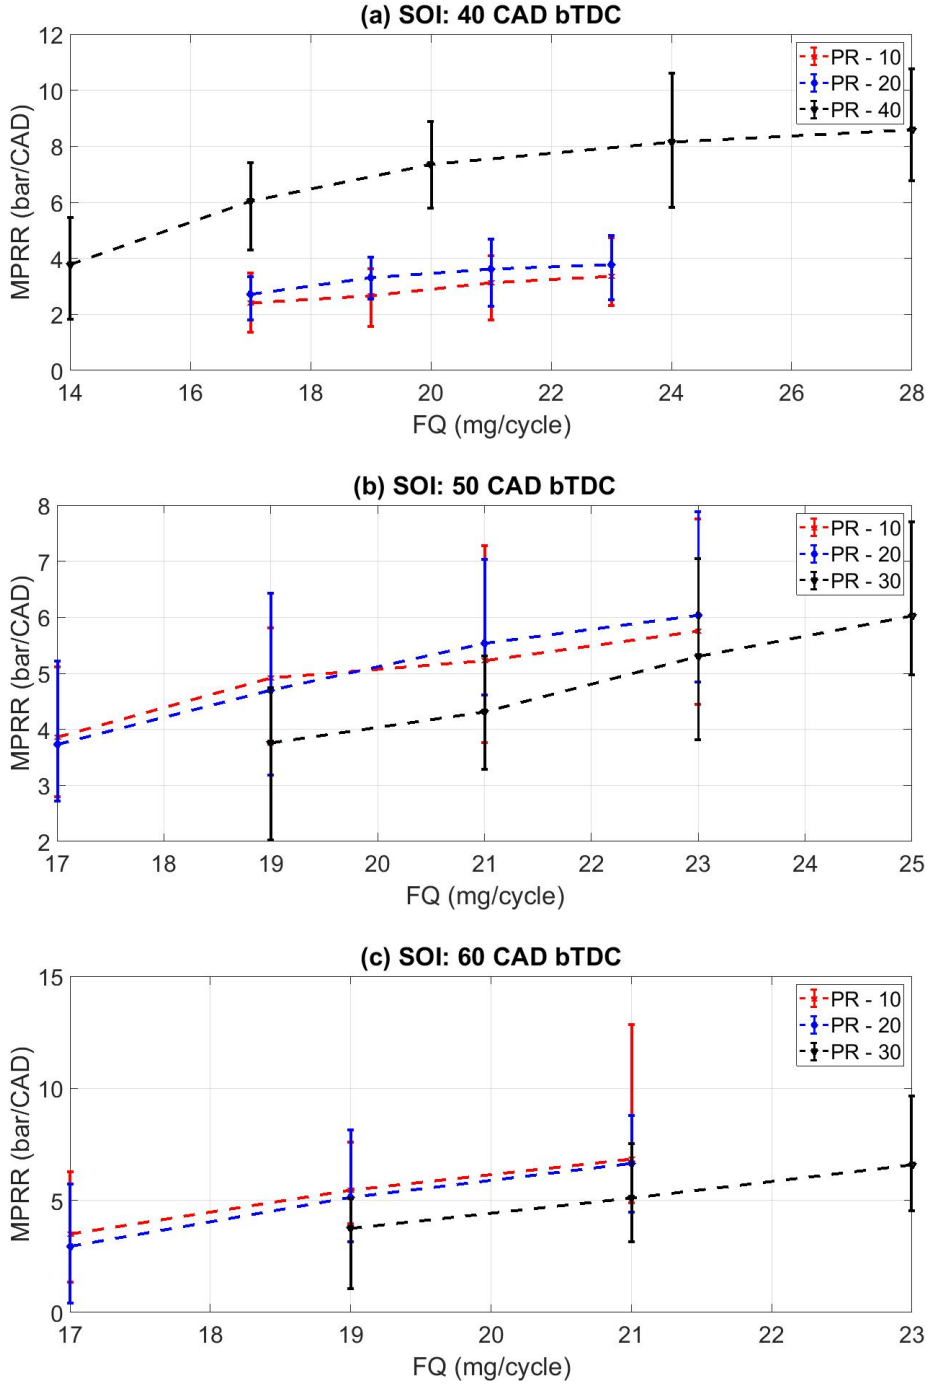 (a) SOI: 40 CAD bTDC
12
10
8
6
4
2
0
MPRR (bar/CAD)
PR - 10
PR - 20
PR - 40
14 16 18 20 22 24 26 28
FQ (mg/cycle)
(b) SOI: 50 CAD bTDC
8
7
6
5
4
3
2
MPRR (bar/CAD)
PR - 10
PR - 20
PR - 30
17 19 20 21 22 23 25
FQ (mg/cycle)
(c) SOI: 60 CAD bTDC
15
10
5
0
MPRR (bar/CAD)
PR - 10
PR - 20
PR - 30
17 18 19 20 21 22 23
FQ (mg/cycle)